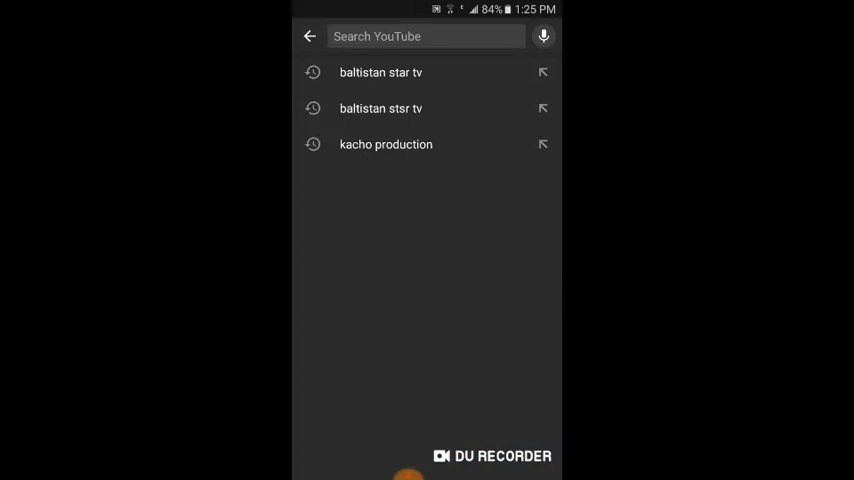 84% 1:25 PM
Search YouTube
baltistan star tv
baltistan stsr tv
kacho production
DU RECORDER